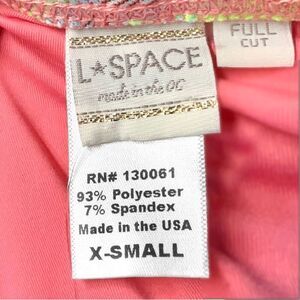 L★SPACE
made in the OC
FULL
CUT
RN# 130061
93% Polyester
7% Spandex
Made in the USA
X-SMALL